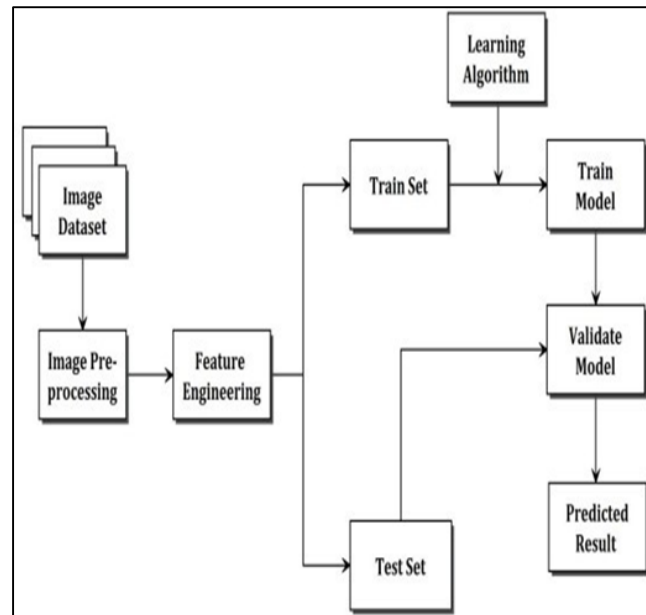 Learning
Algorithm
Image
Dataset
Train Set
Train
Model
Image Pre-
processing
Feature
Engineering
Validate
Model
Test Set
Predicted
Result